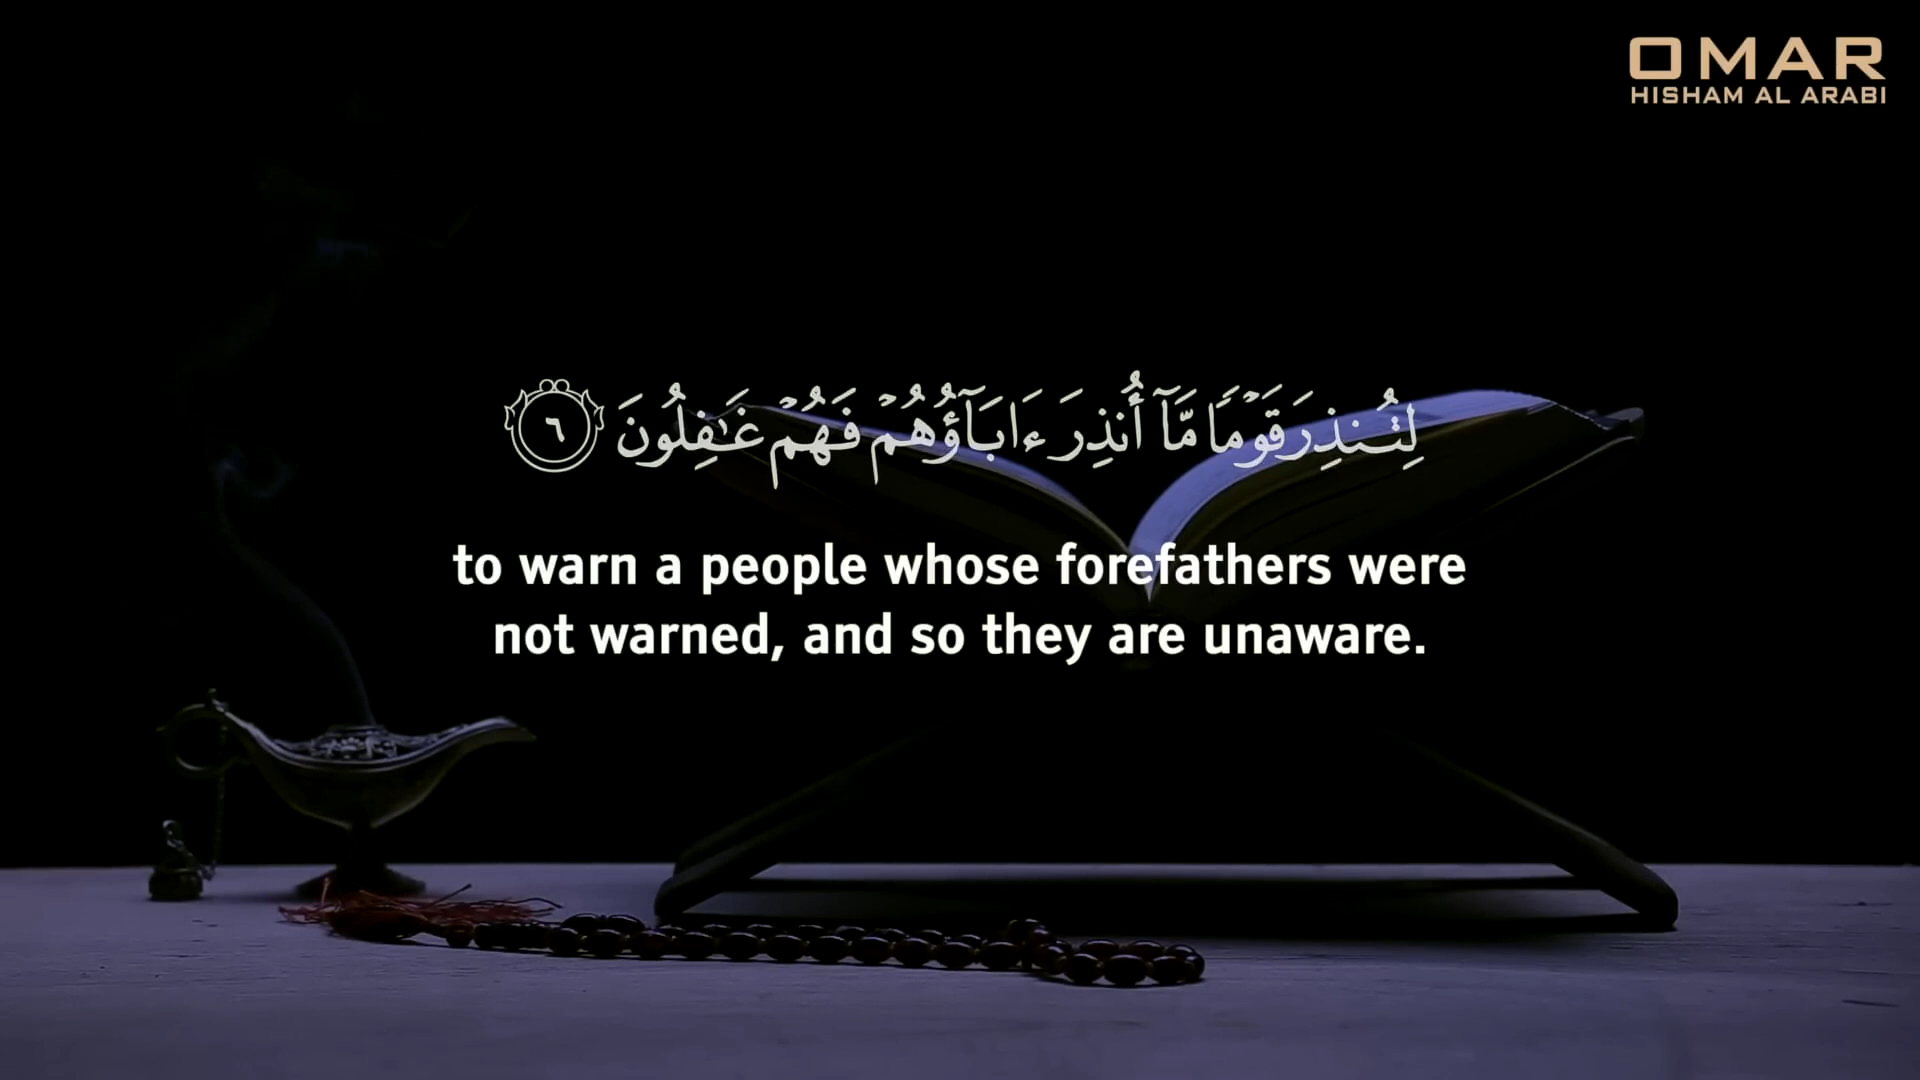 OMAR
HISHAM AL ARABI
لِتُنذِرَ قَوْمًا مَّآ أُنذِرَ ءَابَآؤُهُمْ فَهُمْ غَٰفِلُونَ ٦
to warn a people whose forefathers were
not warned, and so they are unaware.